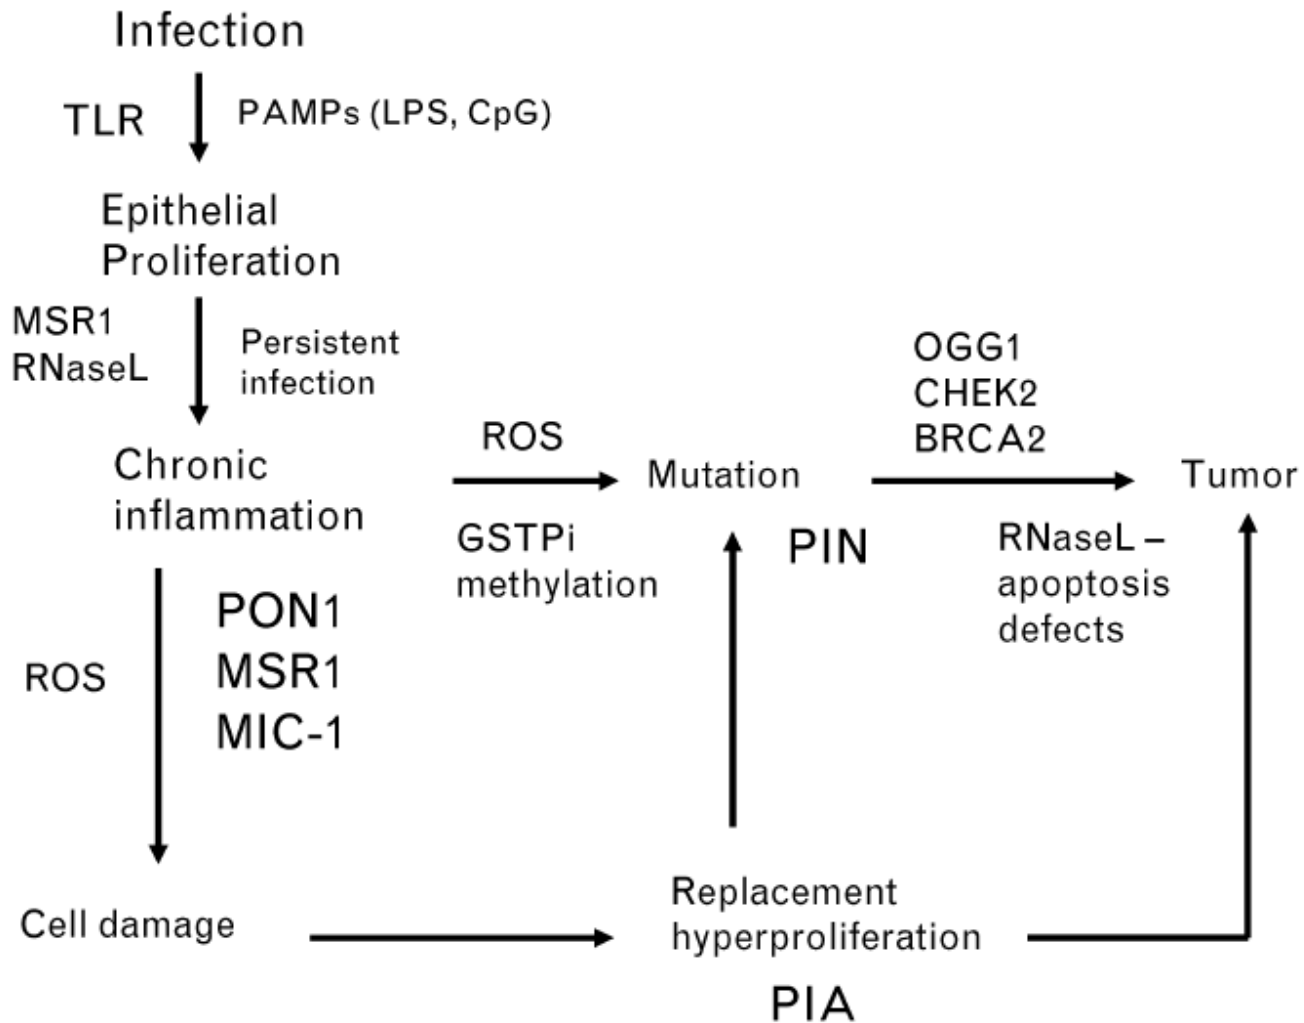 Infection
TLR
PAMPs (LPS, CpG)
Epithelial
Proliferation
MSR1
RNaseL
Persistent
infection
Chronic
inflammation
ROS
GSTPi
methylation
Mutation
PIN
OGG1
CHEK2
BRCA2
RNaseL –
apoptosis
defects
Tumor
ROS
PON1
MSR1
MIC-1
Cell damage
Replacement
hyperproliferation
PIA